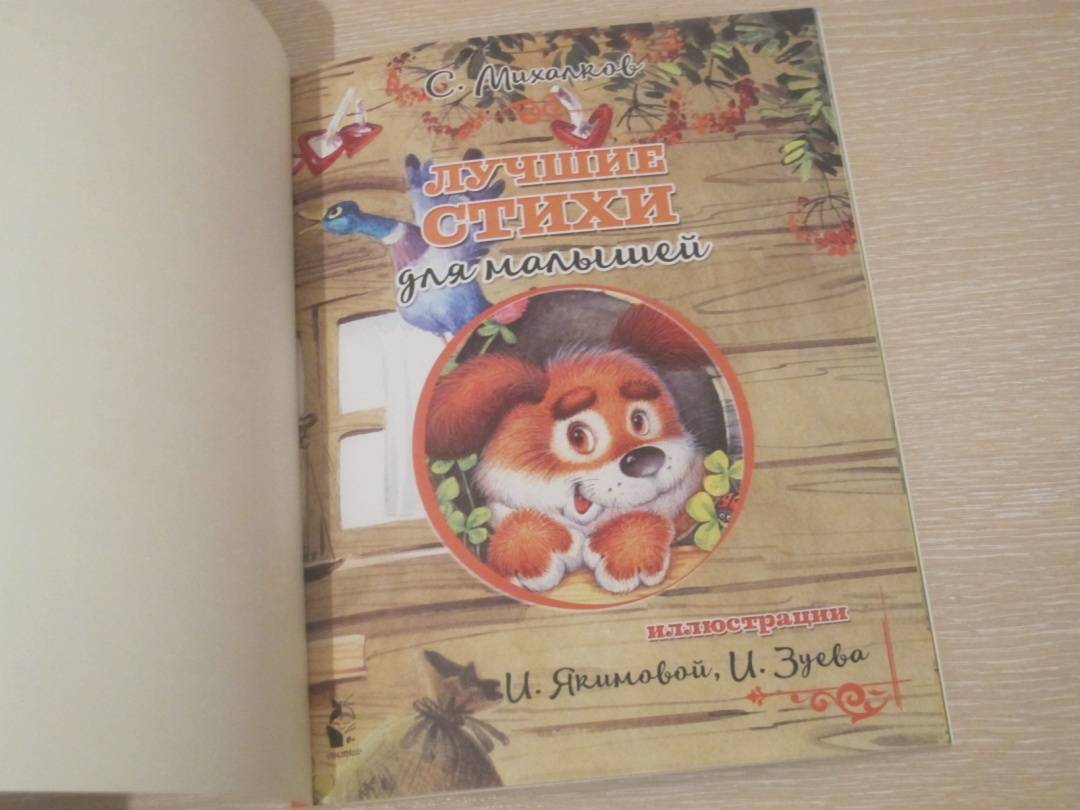 С. Михалков
ЛУЧШИЕ
СТИХИ
для малышей
иллюстрации
И. Якимовой, И. Зуева